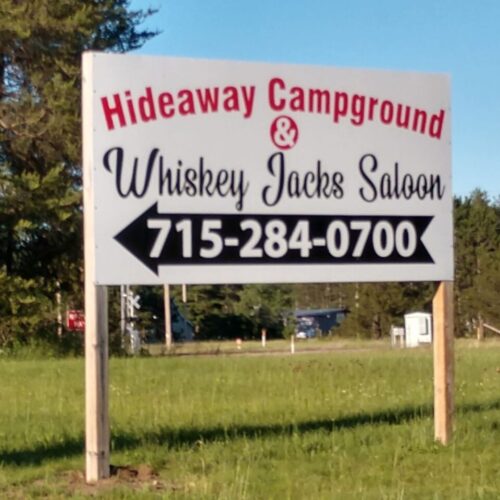 Hideaway Campground
&
Whiskey Jacks Saloon
715-284-0700